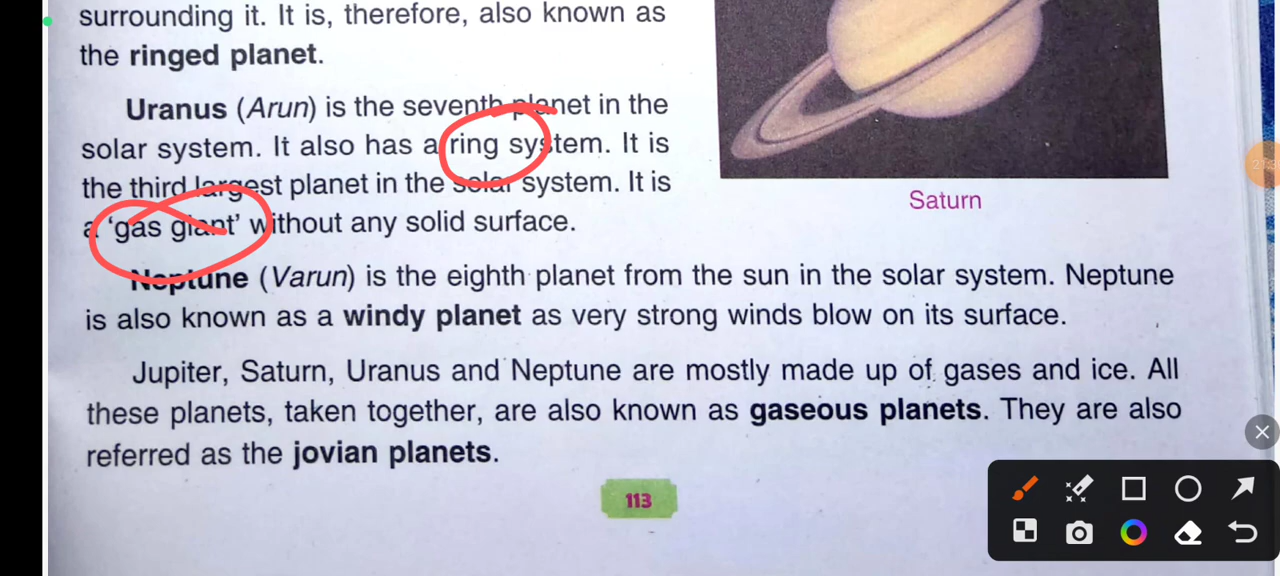 surrounding it. It is, therefore, also known as
the ringed planet.
Uranus (Arun) is the seventh planet in the
solar system. It also has a ring system. It is
the third largest planet in the solar system. It is
a ‘gas giant’ without any solid surface.
Saturn
Neptune (Varun) is the eighth planet from the sun in the solar system. Neptune
is also known as a windy planet as very strong winds blow on its surface.
Jupiter, Saturn, Uranus and Neptune are mostly made up of gases and ice. All
these planets, taken together, are also known as gaseous planets. They are also
referred as the jovian planets.
113